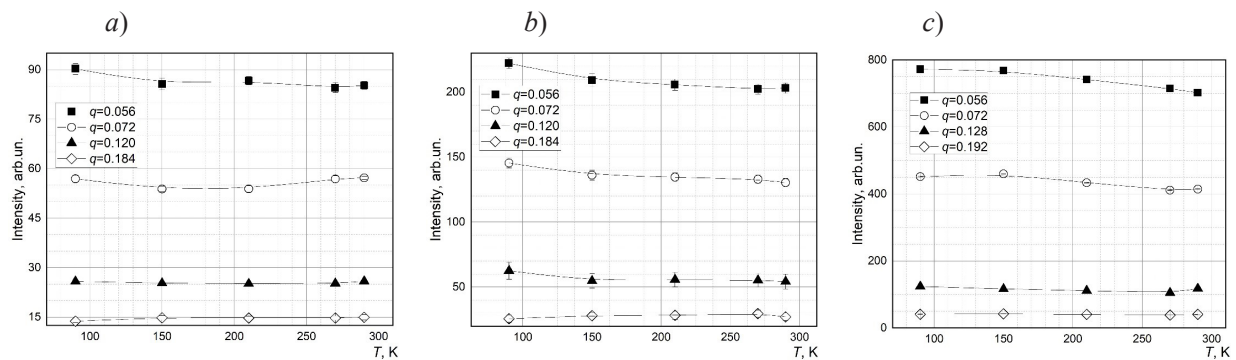 a)
b)
c)
Intensity, arb.un.
90
75
60
45
30
15
q=0.056
q=0.072
q=0.120
q=0.184
100 150 200 250 300
T, K
Intensity, arb.un.
200
150
100
50
q=0.056
q=0.072
q=0.120
q=0.184
100 150 200 250 300
T, K
Intensity, arb.un.
800
600
400
200
0
q=0.056
q=0.072
q=0.128
q=0.192
100 150 200 250 300
T, K